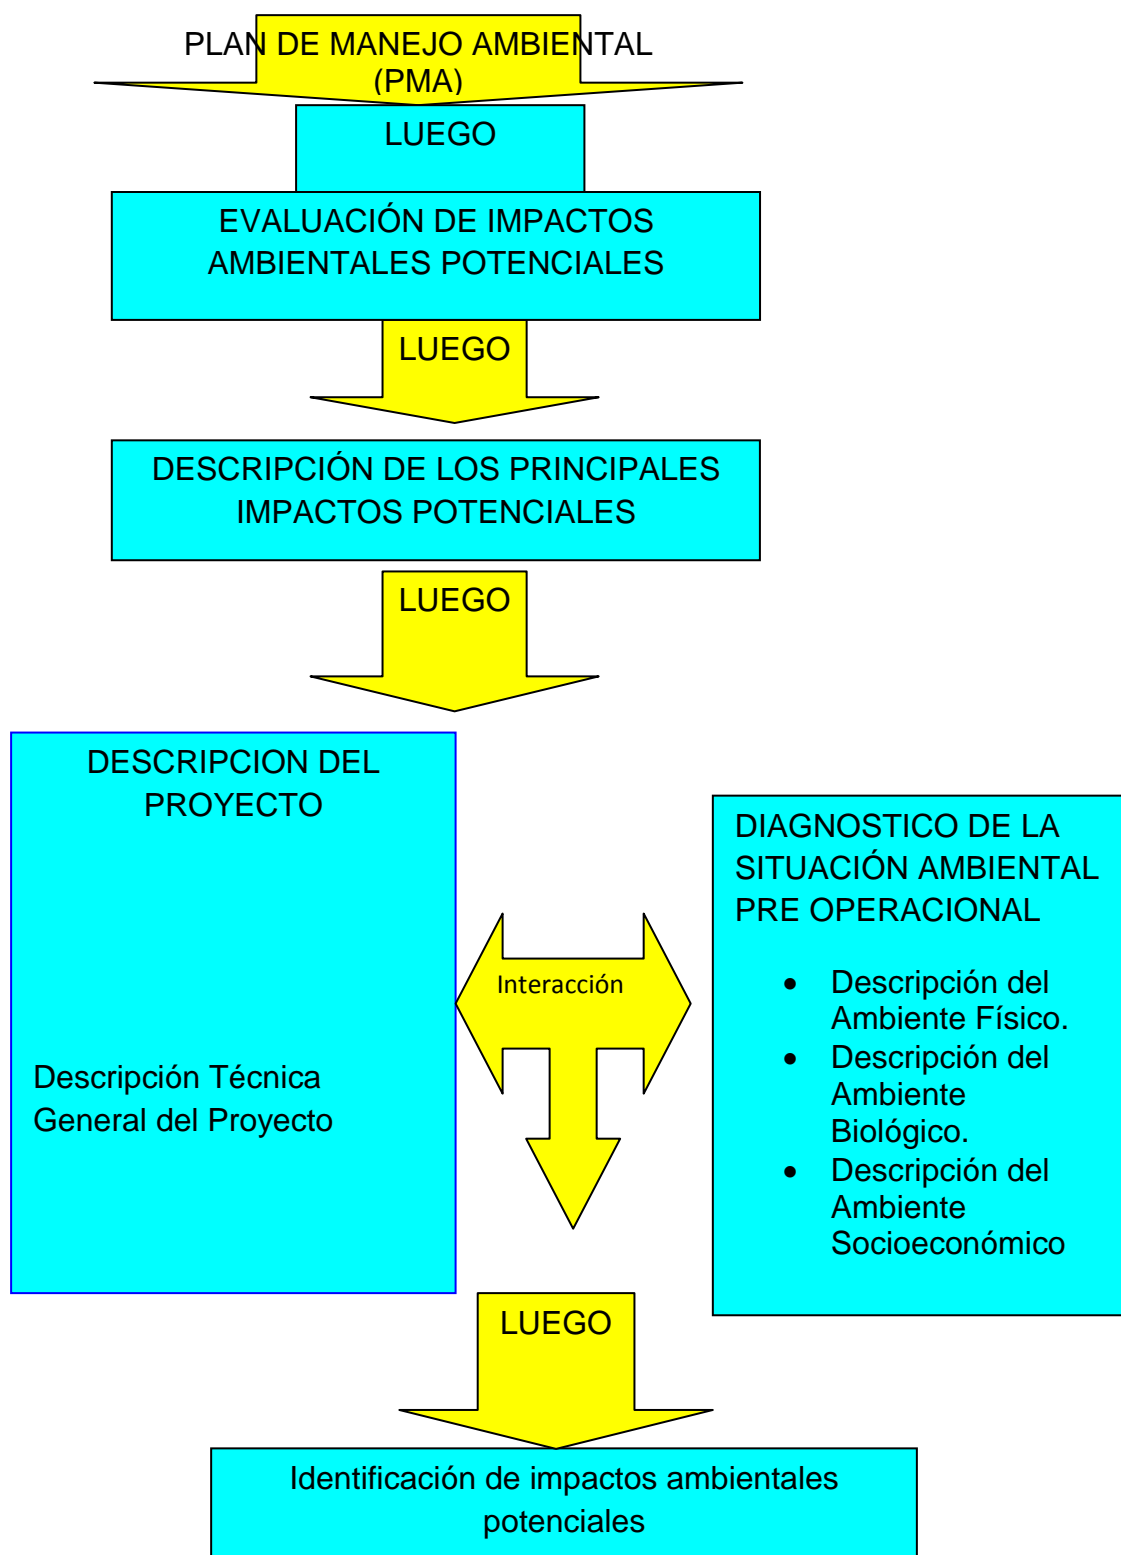 PLAN DE MANEJO AMBIENTAL
(PMA)
LUEGO
EVALUACIÓN DE IMPACTOS
AMBIENTALES POTENCIALES
LUEGO
DESCRIPCIÓN DE LOS PRINCIPALES
IMPACTOS POTENCIALES
LUEGO
DESCRIPCION DEL
PROYECTO
Descripción Técnica
General del Proyecto
Interacción
DIAGNOSTICO DE LA
SITUACIÓN AMBIENTAL
PRE OPERACIONAL
• Descripción del
Ambiente Físico.
• Descripción del
Ambiente
Biológico.
• Descripción del
Ambiente
Socioeconómico
LUEGO
Identificación de impactos ambientales
potenciales